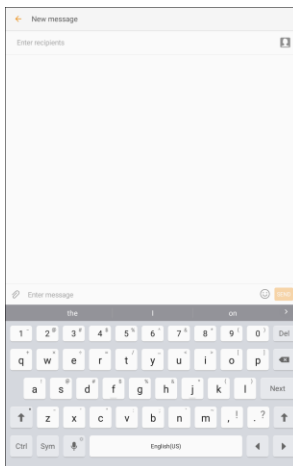 New message
Enter recipients
Enter message
the I on
1 2 @ 3 # 4 $ 5 % 6 ^ 7 & 8 * 9 ( 0 ) Del
q w e r t y u i o p
a s d f g h j k l Next
z x c v b n m , ! . ?
Ctrl Sym English(US)